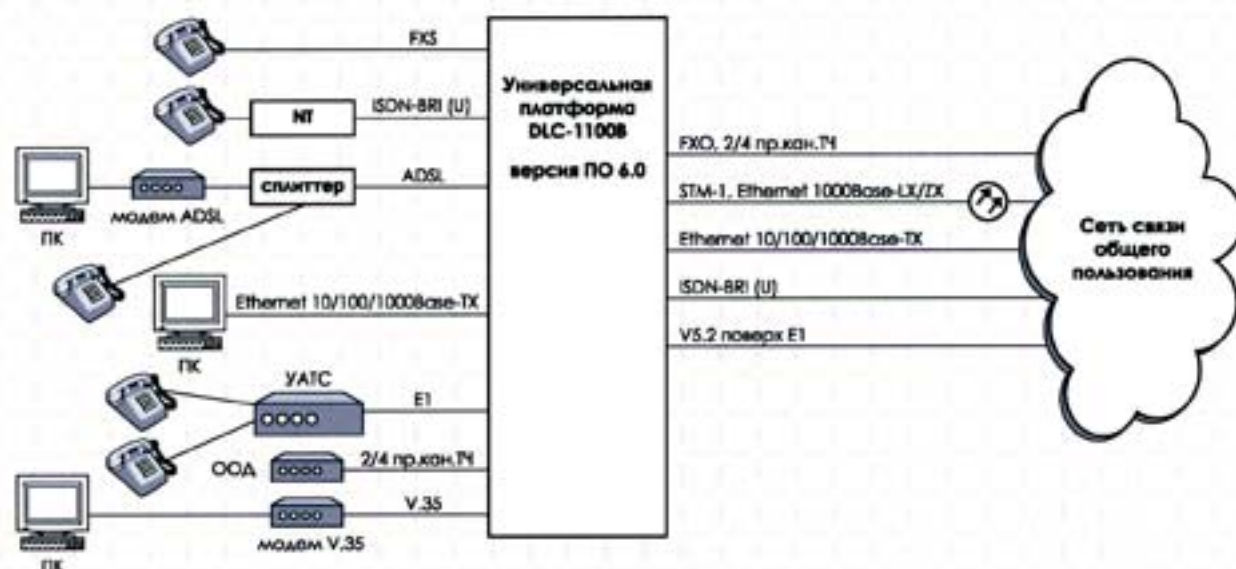 FXS
NT
ISDN-BRI (U)
сплиттер
ADSL
модем ADSL
ПК
Ethernet 10/100/1000Base-TX
ПК
УАТС
E1
ООД
2/4 пр.кан.ТЧ
V.35
модем V.35
ПК
Универсальная
платформа
DLC-1100B
версия ПО 6.0
FXO, 2/4 пр.кан.ТЧ
STM-1, Ethernet 1000Base-LX/ZX
Ethernet 10/100/1000Base-TX
ISDN-BRI (U)
V5.2 поверх E1
Сеть связи
общего
пользования